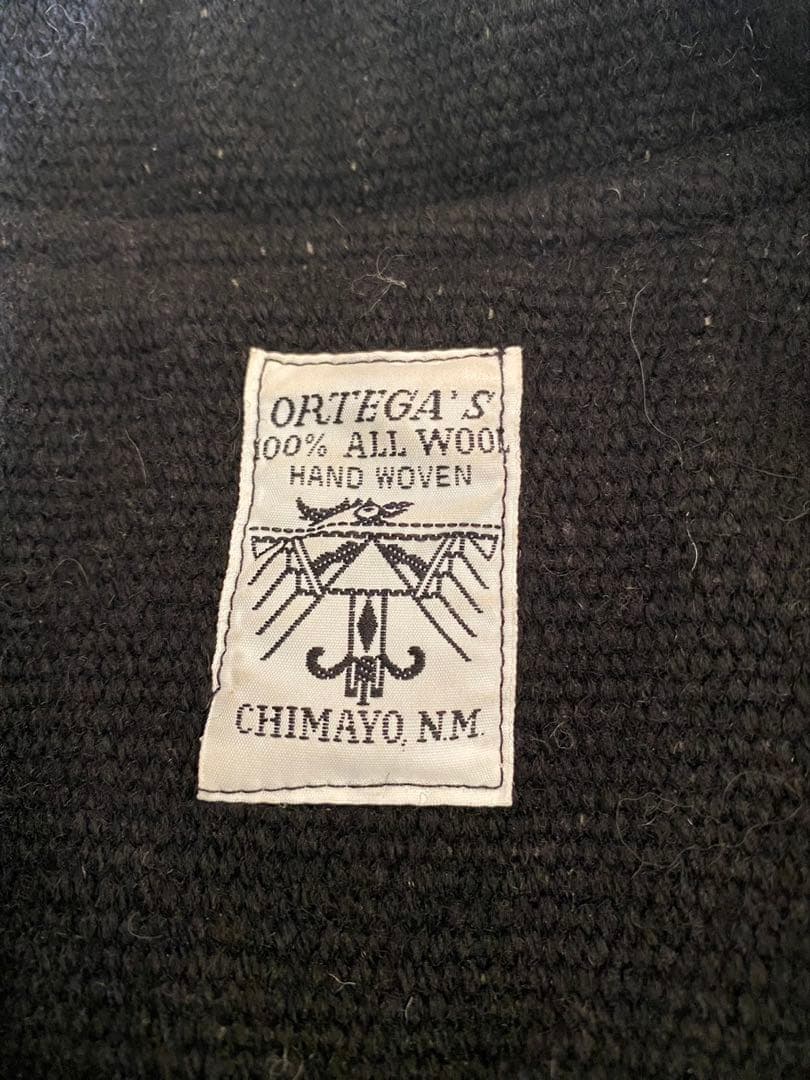 ORTEGA'S
100% ALL WOOL
HAND WOVEN
CHIMAYO, N.M.